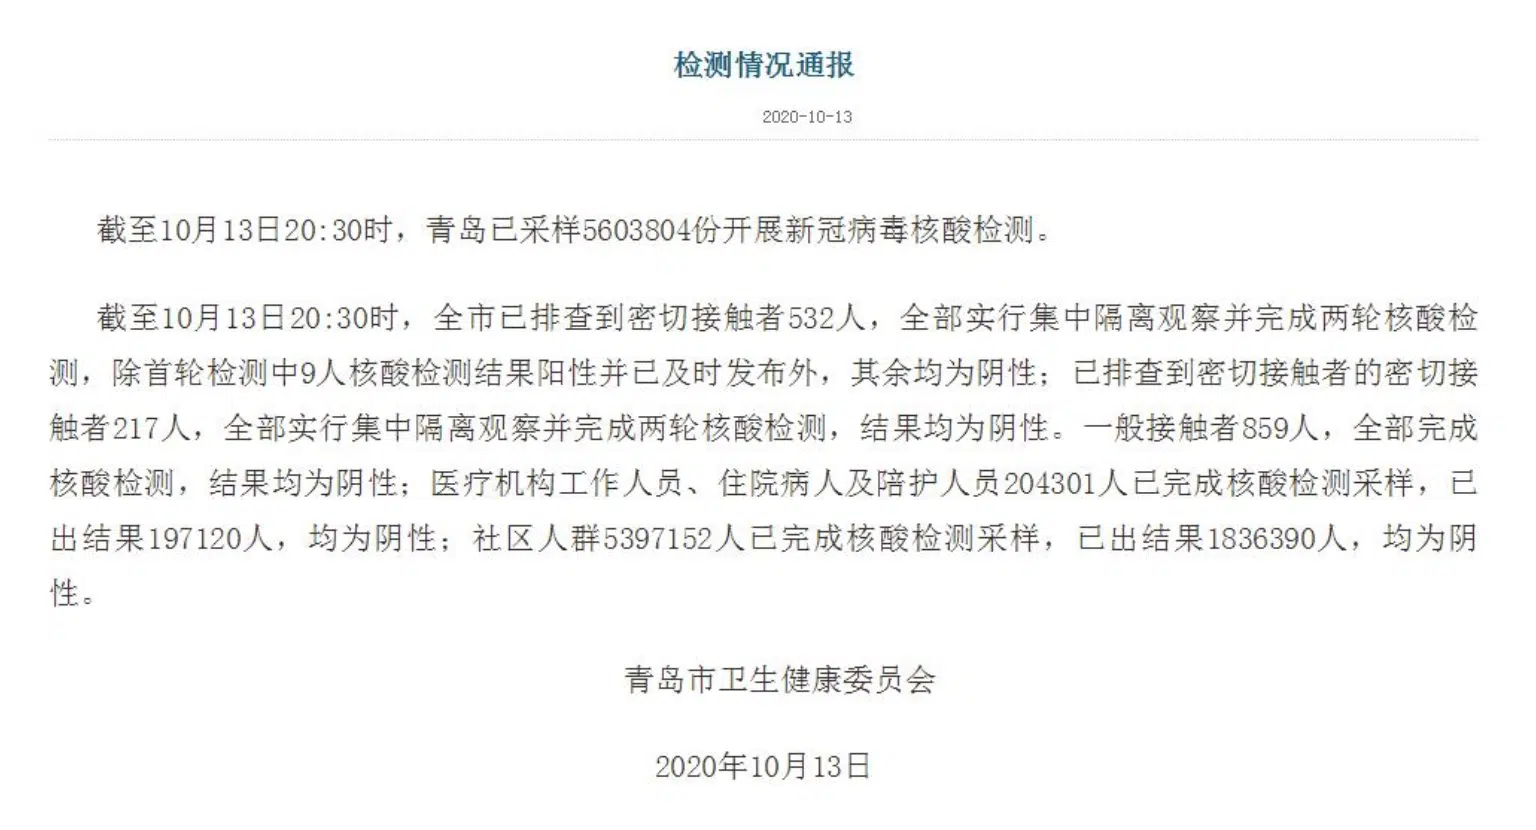 检测情况通报
2020-10-13
截至10月13日20:30时，青岛已采样5603804份开展新冠病毒核酸检测。
截至10月13日20:30时，全市已排查到密切接触者532人，全部实行集中隔离观察并完成两轮核酸检
测，除首轮检测中9人核酸检测结果阳性并已及时发布外，其余均为阴性；已排查到密切接触者的密切接
触者217人，全部实行集中隔离观察并完成两轮核酸检测，结果均为阴性。一般接触者859人，全部完成
核酸检测，结果均为阴性；医疗机构工作人员、住院病人及陪护人员204301人已完成核酸检测采样，已
出结果197120人，均为阴性；社区人群5397152人已完成核酸检测采样，已出结果1836390人，均为阴
性。
青岛市卫生健康委员会
2020年10月13日